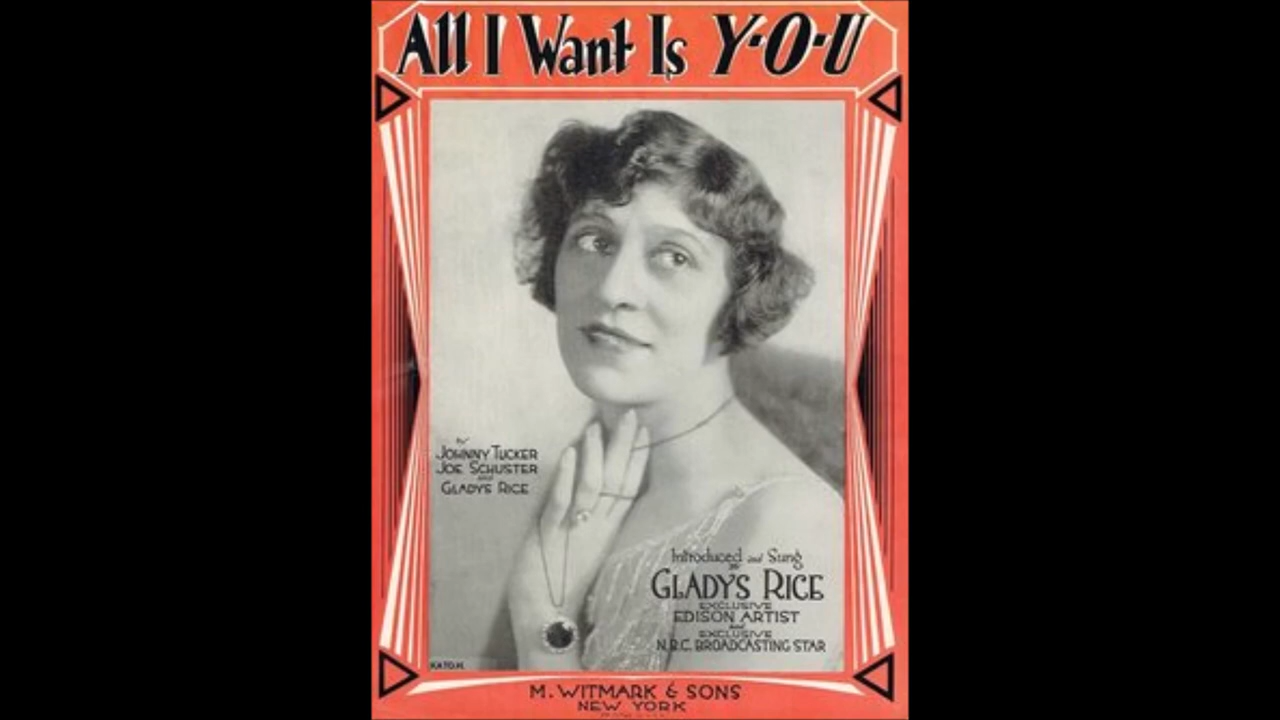 All I Want Is Y-O-U
by
JOHNNY TUCKER
JOE SCHUSTER
and
GLADYS RICE
Introduced and Sung
by
GLADYS RICE
EXCLUSIVE
EDISON ARTIST
and
EXCLUSIVE
N.B.C. BROADCASTING STAR
KATO.H.
M. WITMARK & SONS
NEW YORK